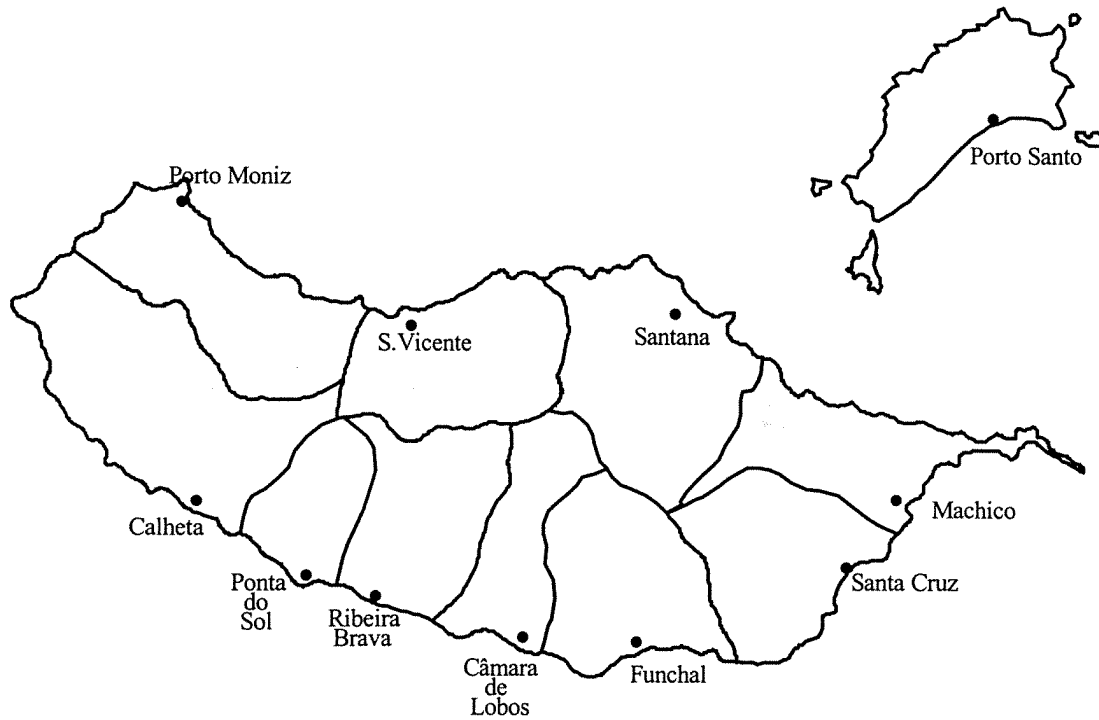 Porto Santo
Porto Moniz
S.Vicente
Santana
Calheta
Machico
Ponta
do
Sol
Ribeira
Brava
Santa Cruz
Câmara
de
Lobos
Funchal